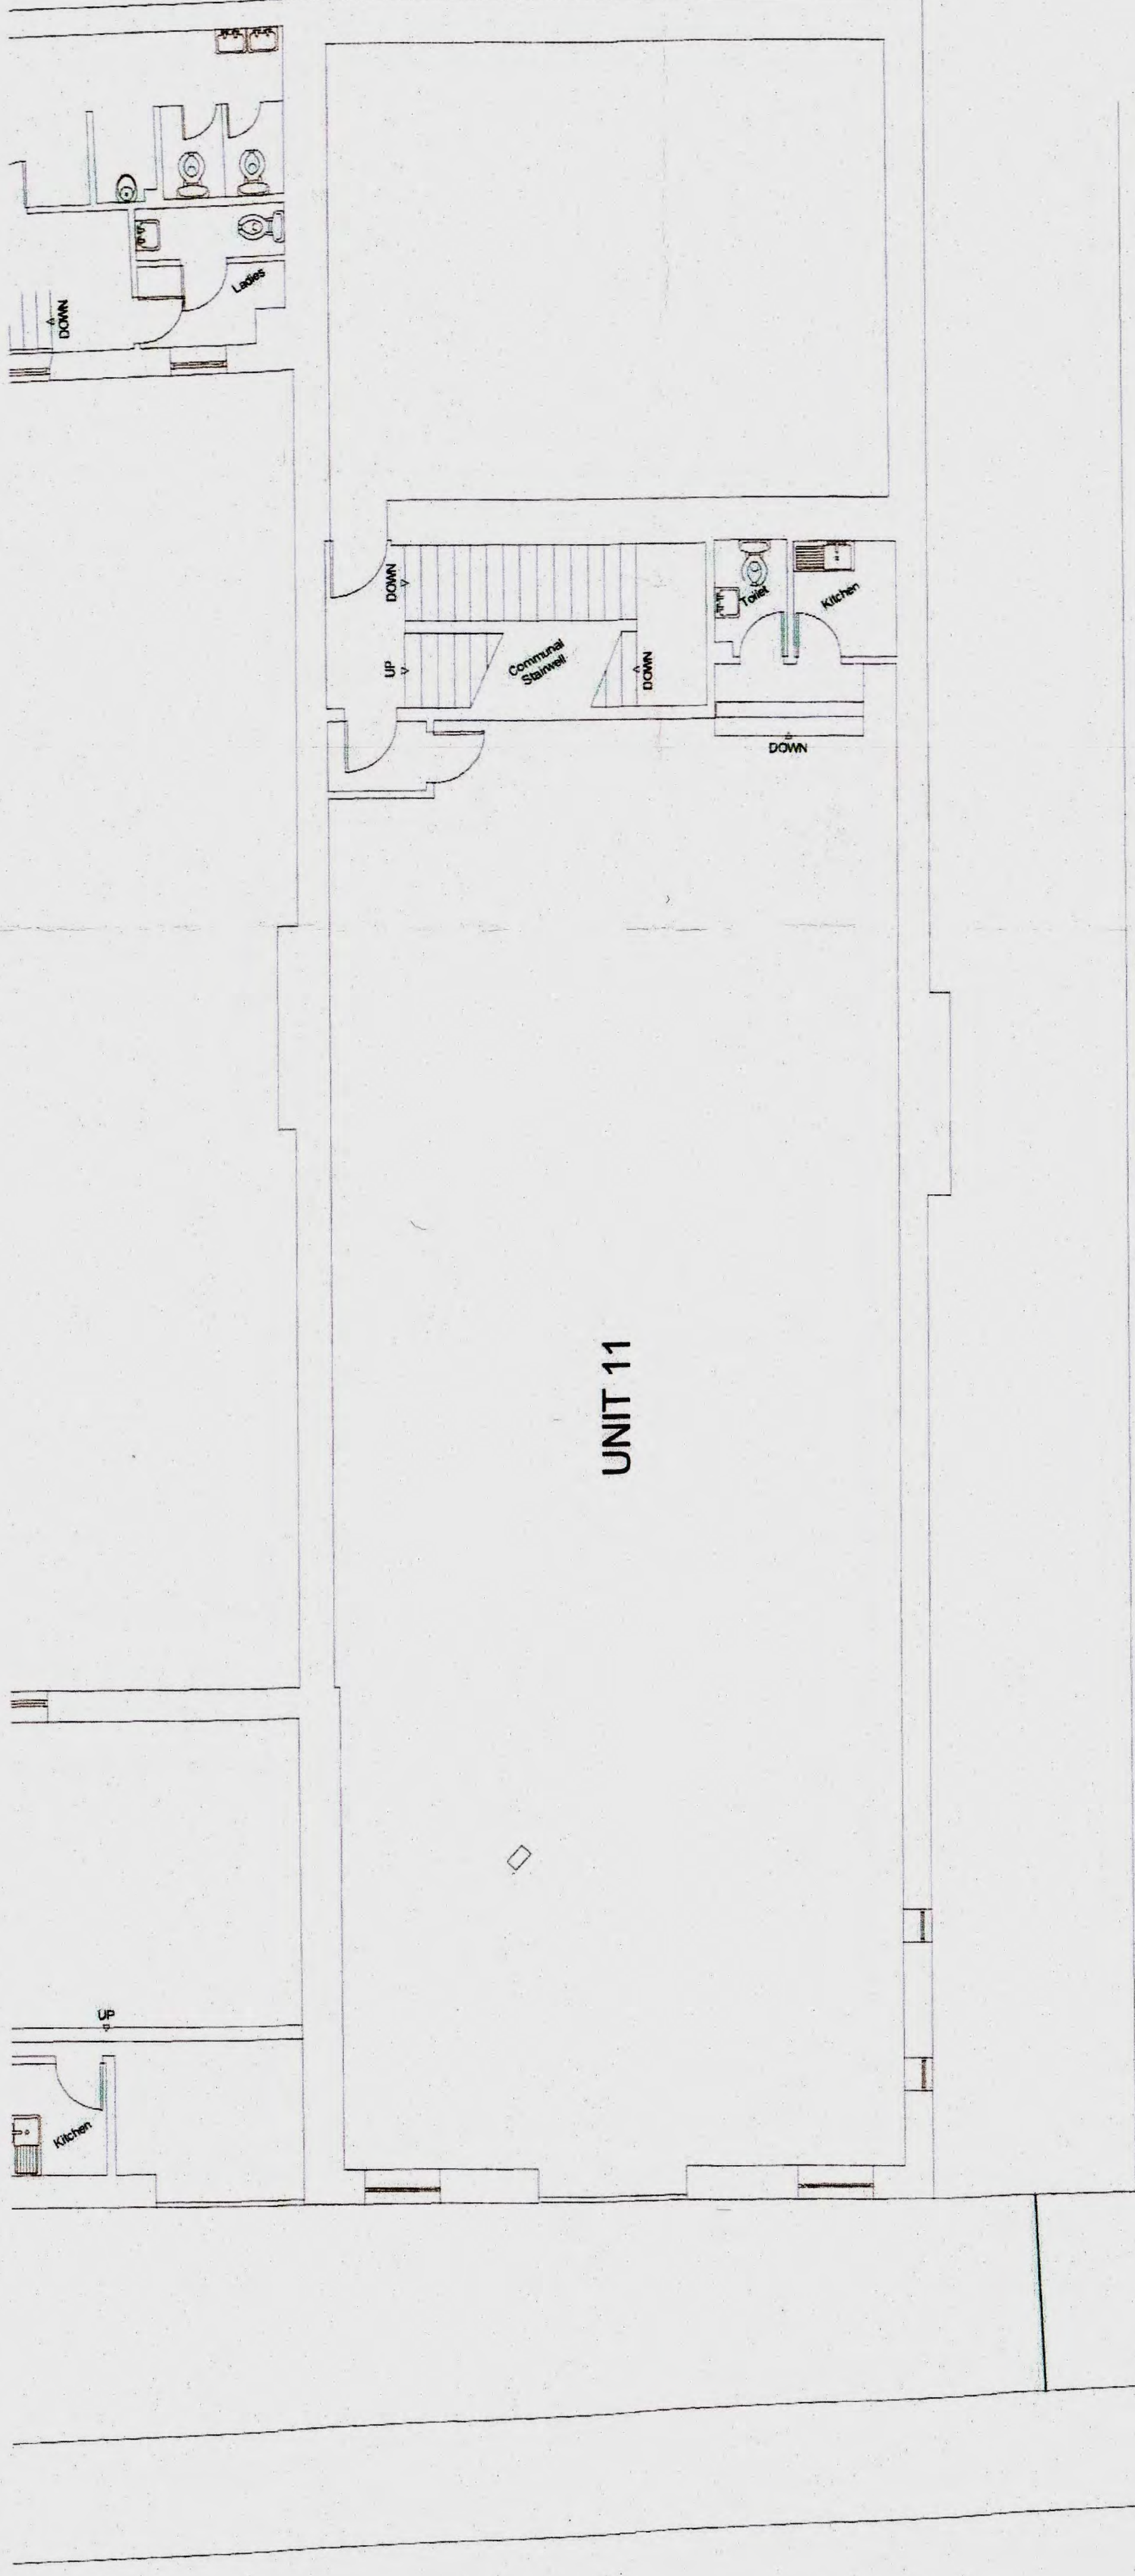 Ladies
DOWN
DOWN
Toilet
Kitchen
UP
Communal
Stairwell
DOWN
DOWN
UNIT 11
UP
Kitchen